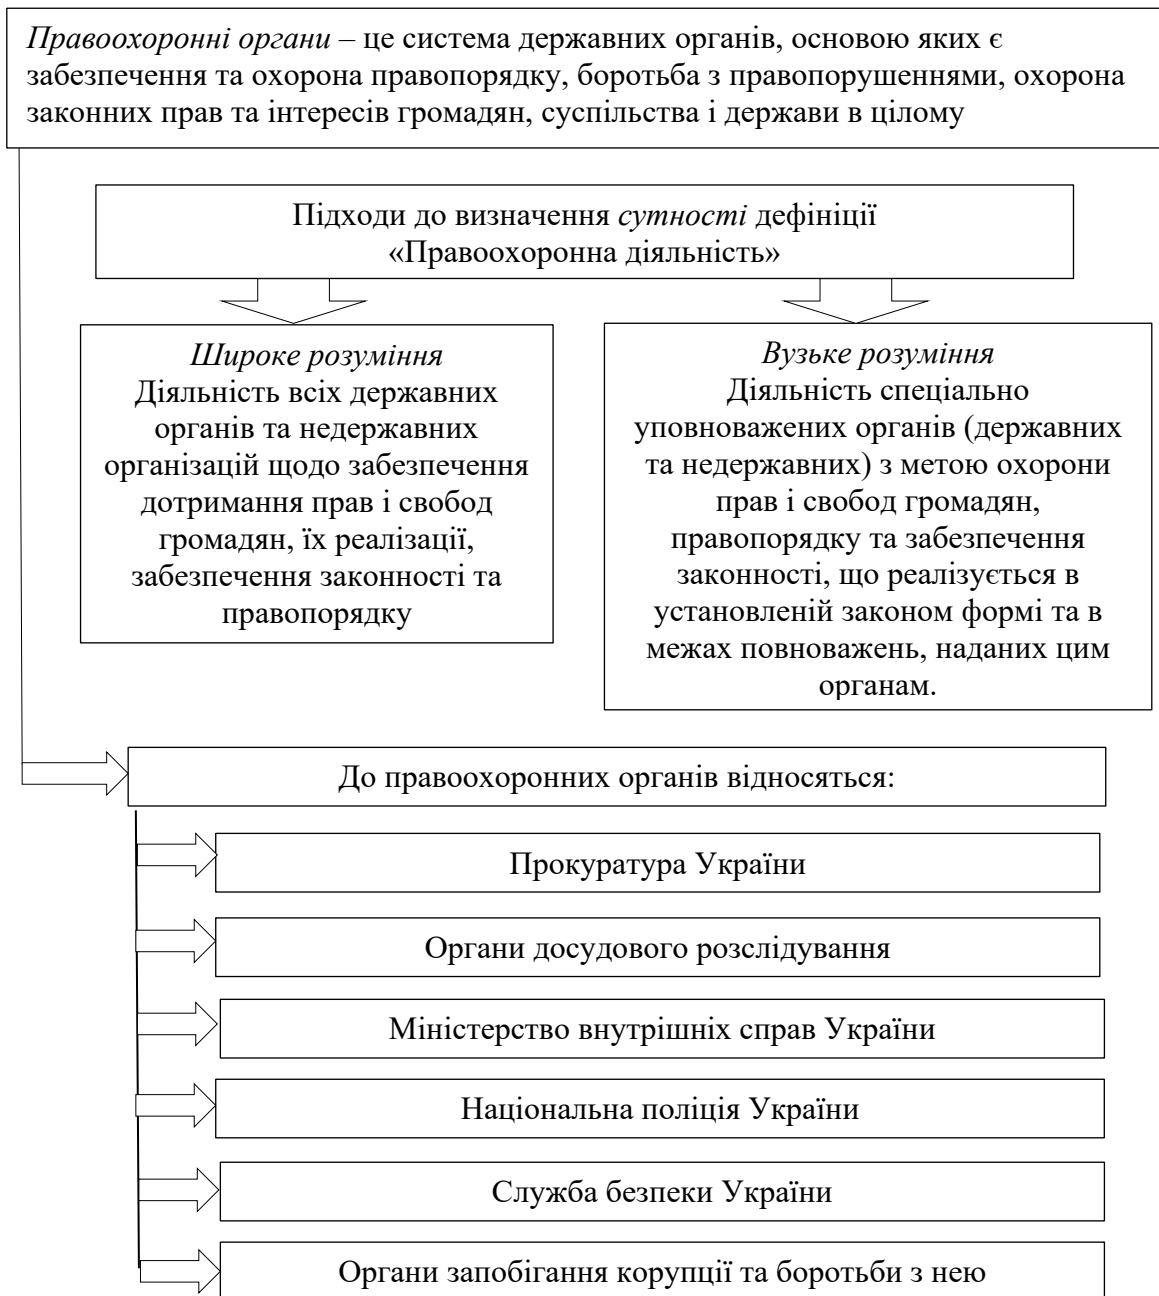 Правоохоронні органи – це система державних органів, основою яких є
забезпечення та охорона правопорядку, боротьба з правопорушеннями, охорона
законних прав та інтересів громадян, суспільства і держави в цілому
Підходи до визначення сутності дефініції
«Правоохоронна діяльність»
Широке розуміння
Діяльність всіх державних
органів та недержавних
організацій щодо забезпечення
дотримання прав і свобод
громадян, їх реалізації,
забезпечення законності та
правопорядку
Вузьке розуміння
Діяльність спеціально
уповноважених органів (державних
та недержавних) з метою охорони
прав і свобод громадян,
правопорядку та забезпечення
законності, що реалізується в
установленій законом формі та в
межах повноважень, наданих цим
органам.
До правоохоронних органів відносяться:
Прокуратура України
Органи досудового розслідування
Міністерство внутрішніх справ України
Національна поліція України
Служба безпеки України
Органи запобігання корупції та боротьби з нею